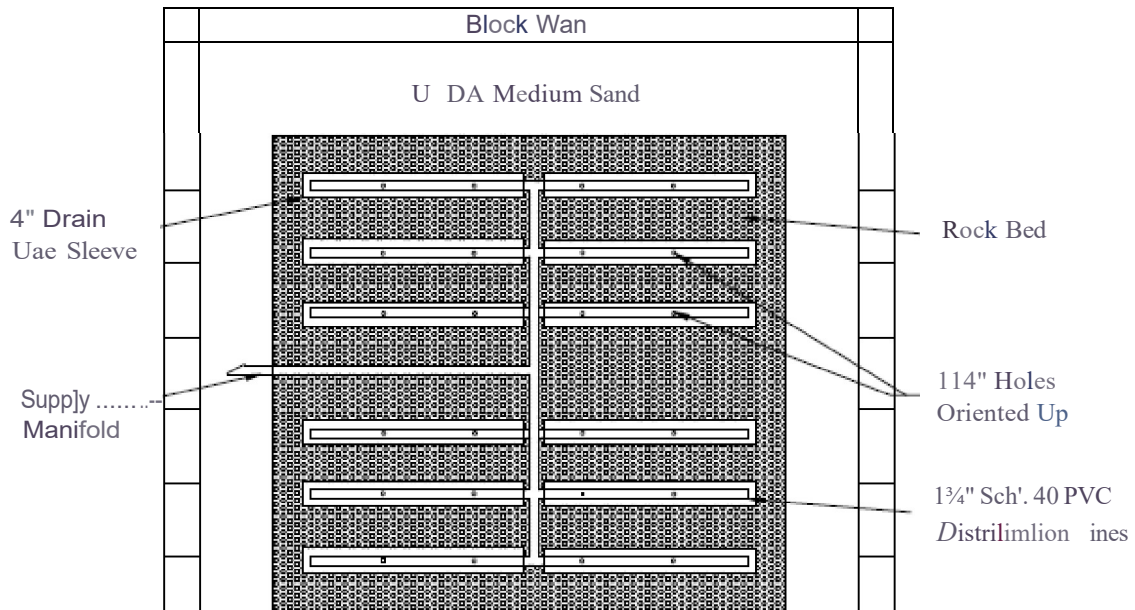 Block Wan
U DA Medium Sand
4" Drain
Uae Sleeve
Rock Bed
Supp]y ........--
Manifold
114" Holes
Oriented Up
1¾" Sch'. 40 PVC
Distrilimlion ines